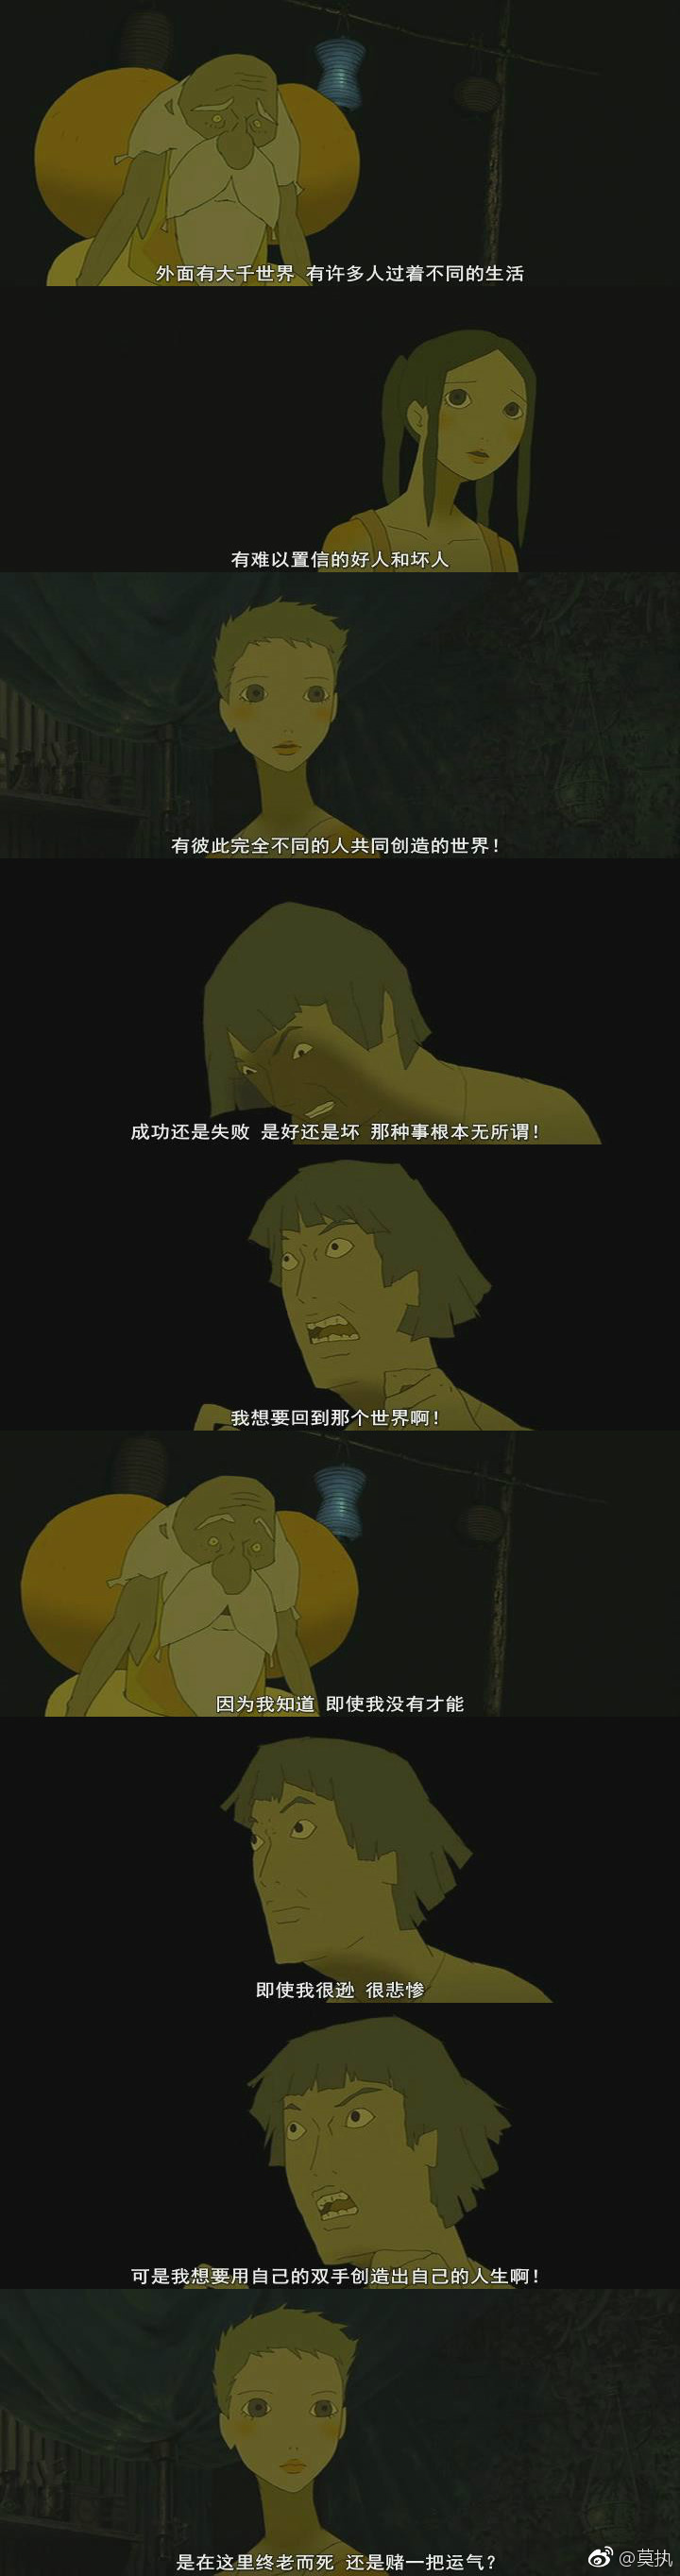 外面有大千世界 有许多人过着不同的生活
有难以置信的好人和坏人
有彼此完全不同的人共同创造的世界！
成功还是失败 是好还是坏 那种事根本无所谓！
我想要回到那个世界啊！
因为我知道 即使我没有才能
即使我很逊 很悲惨
可是我想要用自己的双手创造出自己的人生啊！
是在这里终老而死 还是赌一把运气？
@莫执